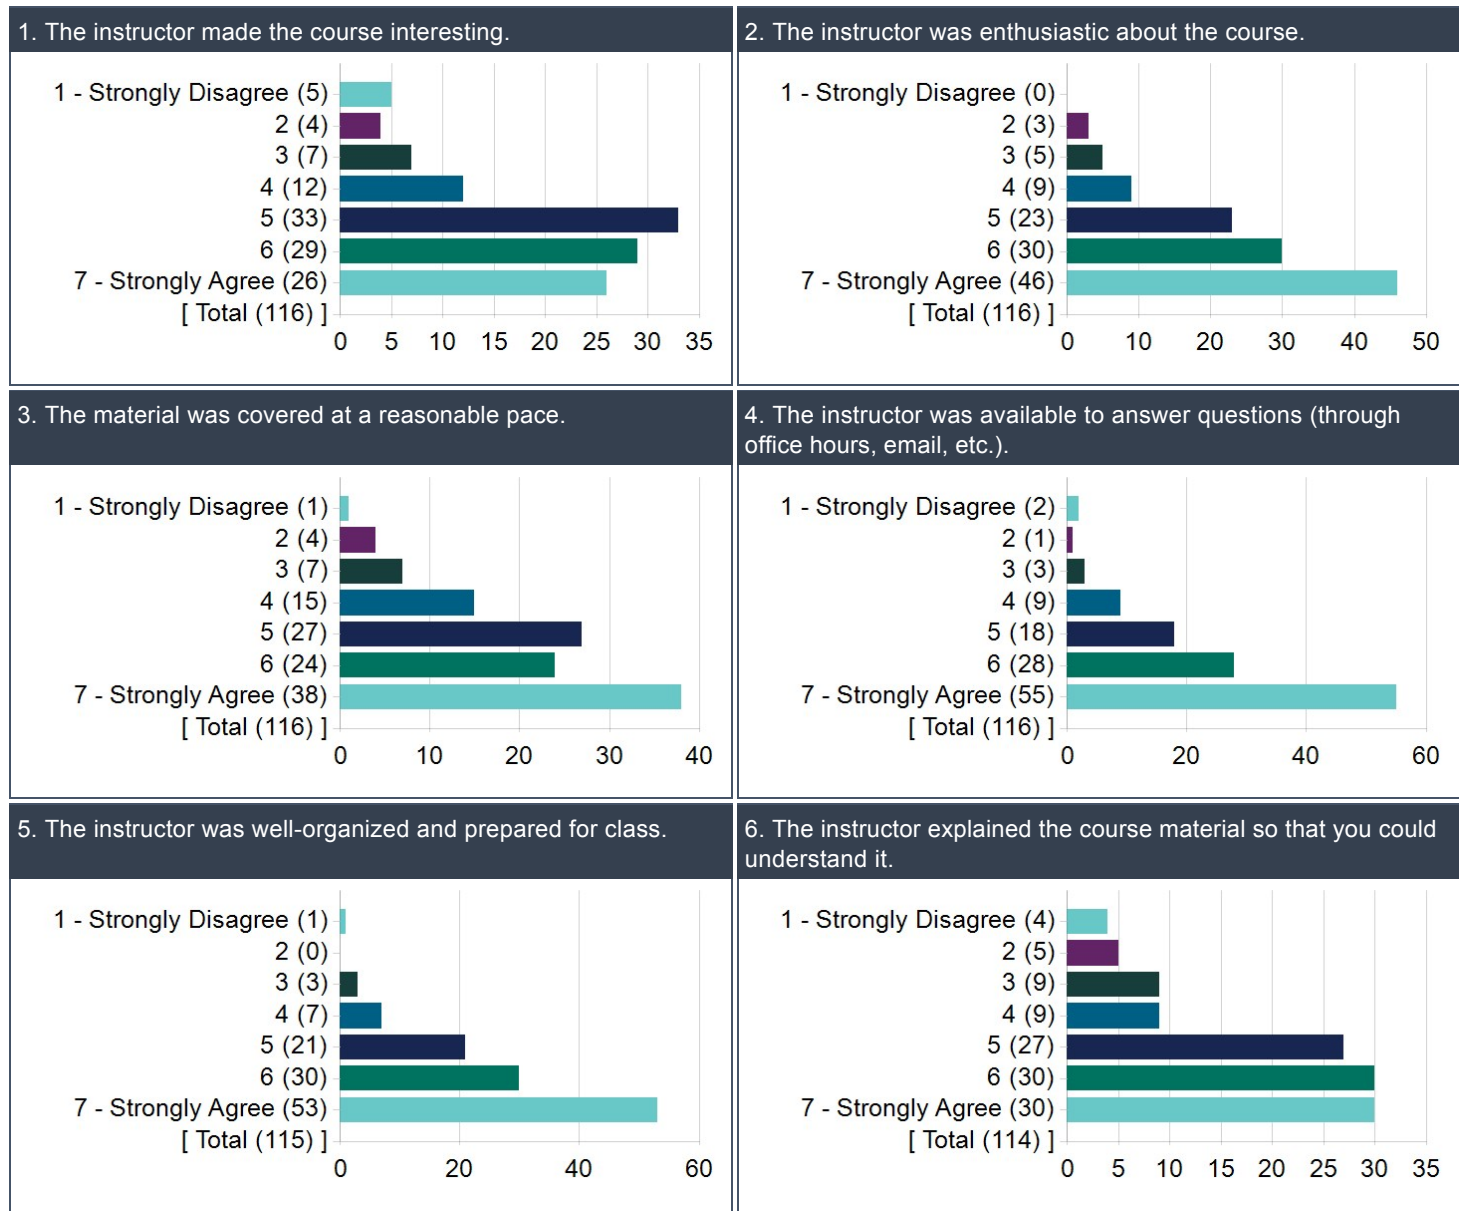 1. The instructor made the course interesting.
1 - Strongly Disagree (5)
2 (4)
3 (7)
4 (12)
5 (33)
6 (29)
7 - Strongly Agree (26)
[ Total (116) ]
0 5 10 15 20 25 30 35
2. The instructor was enthusiastic about the course.
1 - Strongly Disagree (0)
2 (3)
3 (5)
4 (9)
5 (23)
6 (30)
7 - Strongly Agree (46)
[ Total (116) ]
0 10 20 30 40 50
3. The material was covered at a reasonable pace.
1 - Strongly Disagree (1)
2 (4)
3 (7)
4 (15)
5 (27)
6 (24)
7 - Strongly Agree (38)
[ Total (116) ]
0 10 20 30 40
4. The instructor was available to answer questions (through
office hours, email, etc.).
1 - Strongly Disagree (2)
2 (1)
3 (3)
4 (9)
5 (18)
6 (28)
7 - Strongly Agree (55)
[ Total (116) ]
0 20 40 60
5. The instructor was well-organized and prepared for class.
1 - Strongly Disagree (1)
2 (0)
3 (3)
4 (7)
5 (21)
6 (30)
7 - Strongly Agree (53)
[ Total (115) ]
0 20 40 60
6. The instructor explained the course material so that you could
understand it.
1 - Strongly Disagree (4)
2 (5)
3 (9)
4 (9)
5 (27)
6 (30)
7 - Strongly Agree (30)
[ Total (114) ]
0 5 10 15 20 25 30 35